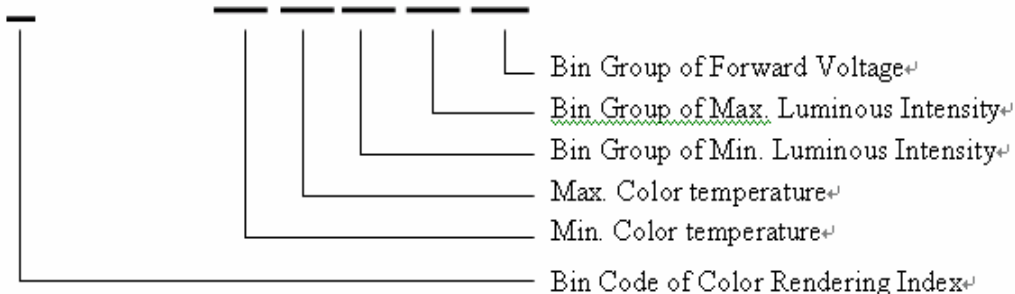 Bin Group of Forward Voltage↵
Bin Group of Max. Luminous Intensity↵
Bin Group of Min. Luminous Intensity↵
Max. Color temperature↵
Min. Color temperature↵
Bin Code of Color Rendering Index↵